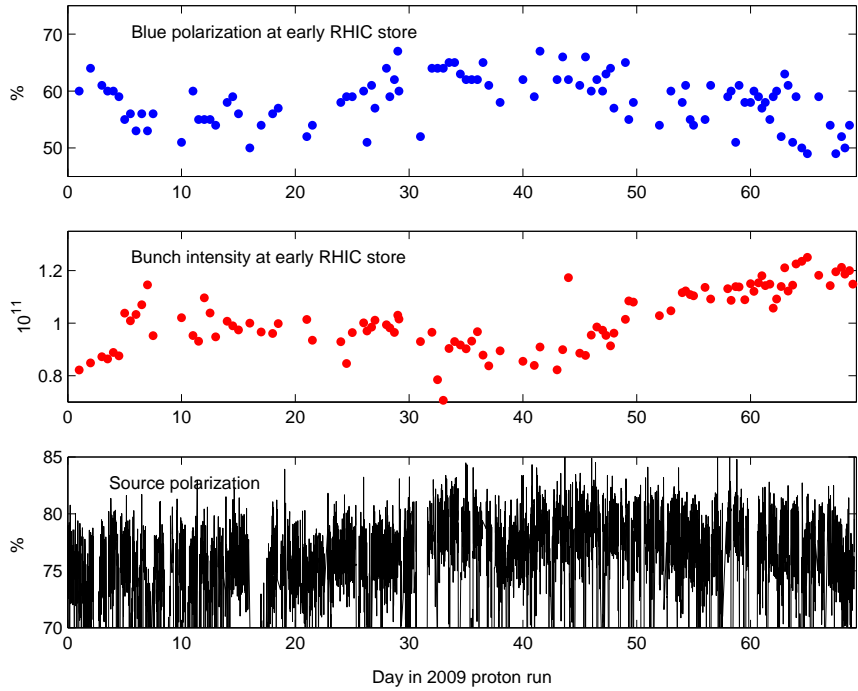 Blue polarization at early RHIC store
70
60
50
%
0 10 20 30 40 50 60
Bunch intensity at early RHIC store
1.2
1
0.8
10^11
0 10 20 30 40 50 60
Source polarization
85
80
75
70
%
0 10 20 30 40 50 60
Day in 2009 proton run